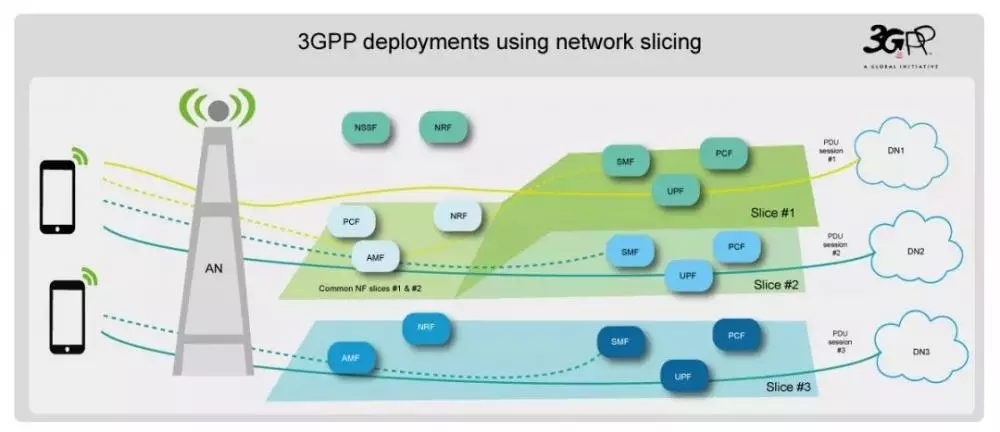 3GPP deployments using network slicing
3GPP
A GLOBAL INITIATIVE
NSSF
NRF
SMF
PCF
UPF
Slice #1
PDU
session
#1
DN1
AN
PCF
NRF
AMF
Common NF slices #1 & #2
SMF
PCF
UPF
Slice #2
PDU
session
#2
DN2
NRF
AMF
SMF
PCF
UPF
Slice #3
PDU
session
#3
DN3